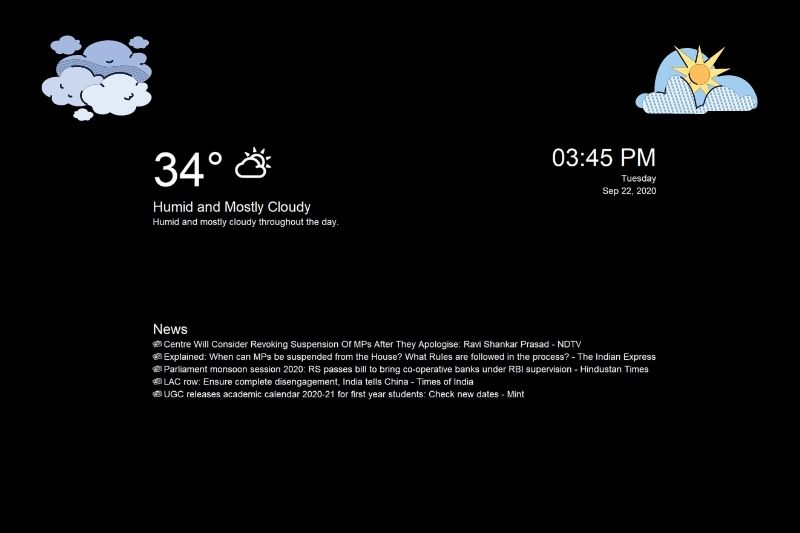 34°
03:45 PM
Tuesday
Sep 22, 2020
Humid and Mostly Cloudy
Humid and mostly cloudy throughout the day.
News
Centre Will Consider Revoking Suspension Of MPs After They Apologise: Ravi Shankar Prasad - NDTV
Explained: When can MPs be suspended from the House? What Rules are followed in the process? - The Indian Express
Parliament monsoon session 2020: RS passes bill to bring co-operative banks under RBI supervision - Hindustan Times
LAC row: Ensure complete disengagement, India tells China - Times of India
UGC releases academic calendar 2020-21 for first year students: Check new dates - Mint